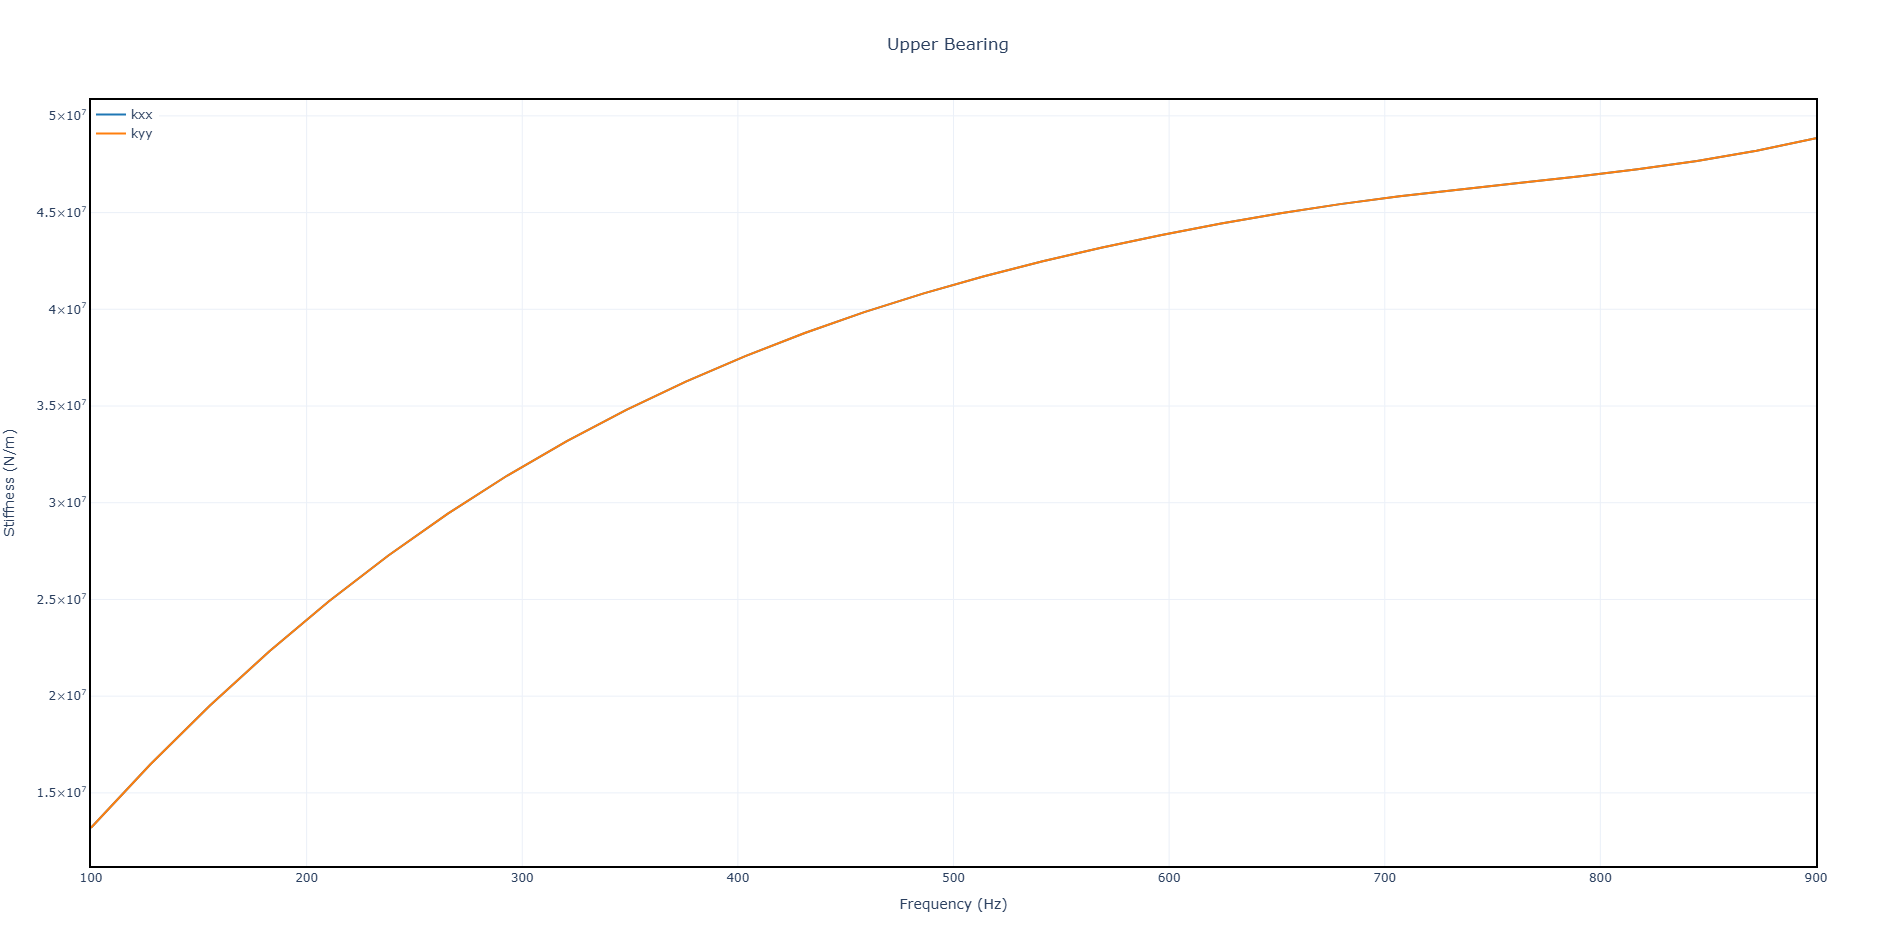 Upper Bearing
kxx
kyy
5×10⁷
4.5×10⁷
4×10⁷
3.5×10⁷
3×10⁷
2.5×10⁷
2×10⁷
1.5×10⁷
Stiffness (N/m)
100 200 300 400 500 600 700 800 900
Frequency (Hz)